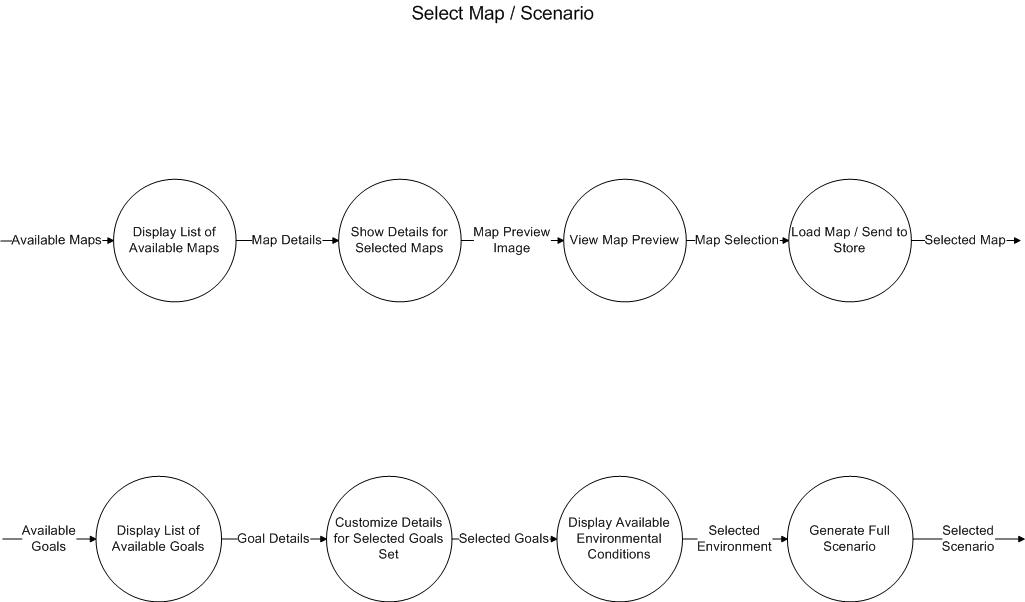 Select Map / Scenario
Available Maps
Display List of
Available Maps
Map Details
Show Details for
Selected Maps
Map Preview
Image
View Map Preview
Map Selection
Load Map / Send to
Store
Selected Map
Available
Goals
Display List of
Available Goals
Goal Details
Customize Details
for Selected Goals
Set
Selected Goals
Display Available
Environmental
Conditions
Selected
Environment
Generate Full
Scenario
Selected
Scenario